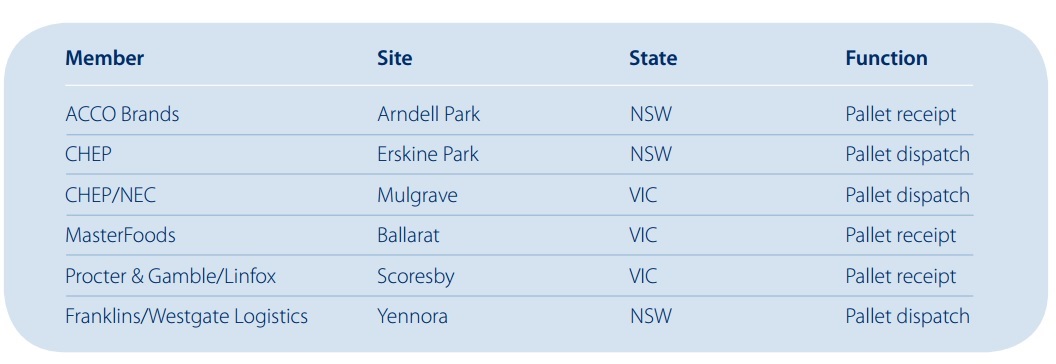 Member Site State Function
ACCO Brands Arndell Park NSW Pallet receipt
CHEP Erskine Park NSW Pallet dispatch
CHEP/NEC Mulgrave VIC Pallet dispatch
MasterFoods Ballarat VIC Pallet receipt
Procter & Gamble/Linfox Scoresby VIC Pallet receipt
Franklins/Westgate Logistics Yennora NSW Pallet dispatch